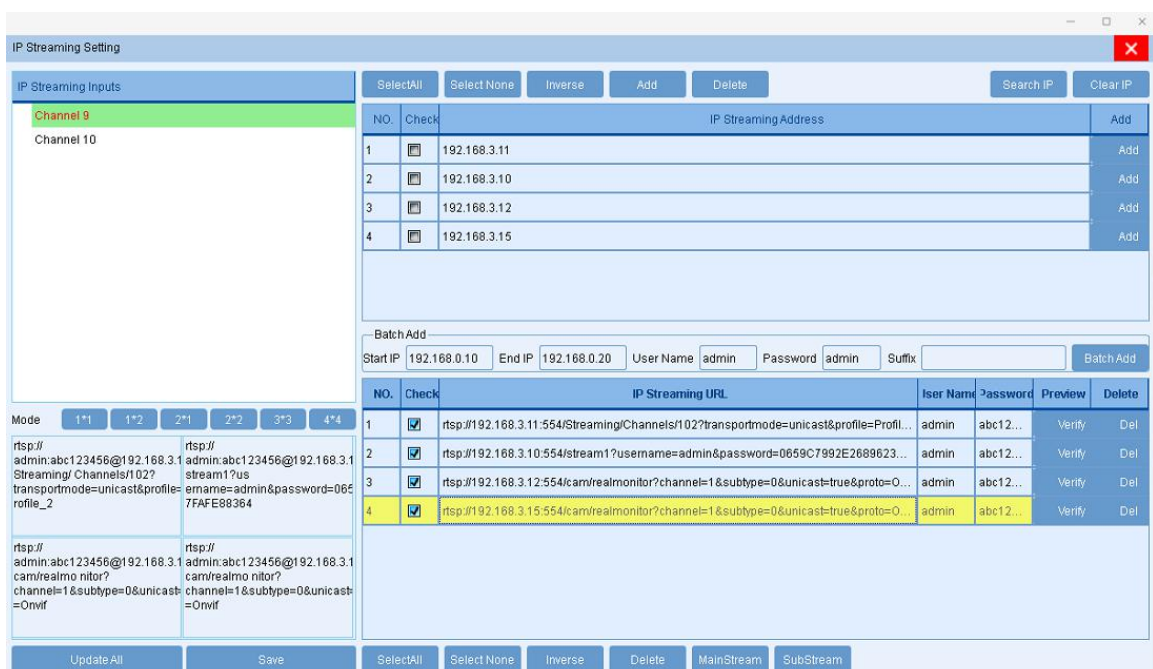 IP Streaming Setting
IP Streaming Inputs
Channel 9
Channel 10
SelectAll Select None Inverse Add Delete Search IP Clear IP
NO. Check IP Streaming Address Add
1 192.168.3.11 Add
2 192.168.3.10 Add
3 192.168.3.12 Add
4 192.168.3.15 Add
Batch Add
Start IP 192.168.0.10 End IP 192.168.0.20 User Name admin Password admin Suffix Batch Add
NO. Check IP Streaming URL User Name Password Preview Delete
1 rtsp://192.168.3.11:554/Streaming/Channels/102?transportmode=unicast&profile=Profil... admin abc12... Verify Del
2 rtsp://192.168.3.10:554/stream1?username=admin&password=0659C7992E2689623... admin abc12... Verify Del
3 rtsp://192.168.3.12:554/cam/realmonitor?channel=1&subtype=0&unicast=true&proto=O... admin abc12... Verify Del
4 rtsp://192.168.3.15:554/cam/realmonitor?channel=1&subtype=0&unicast=true&proto=O... admin abc12... Verify Del
Mode 1*1 1*2 2*1 2*2 3*3 4*4
rtsp://
admin:abc123456@192.168.3.1
Streaming/ Channels/102?
transportmode=unicast&profile=
rofile_2
rtsp://
admin:abc123456@192.168.3.1
stream1?us
ername=admin&password=065
7FAFE88364
rtsp://
admin:abc123456@192.168.3.1
cam/realmo nitor?
channel=1&subtype=0&unicast=
=Onvif
rtsp://
admin:abc123456@192.168.3.1
cam/realmo nitor?
channel=1&subtype=0&unicast=
=Onvif
Update All Save SelectAll Select None Inverse Delete MainStream SubStream